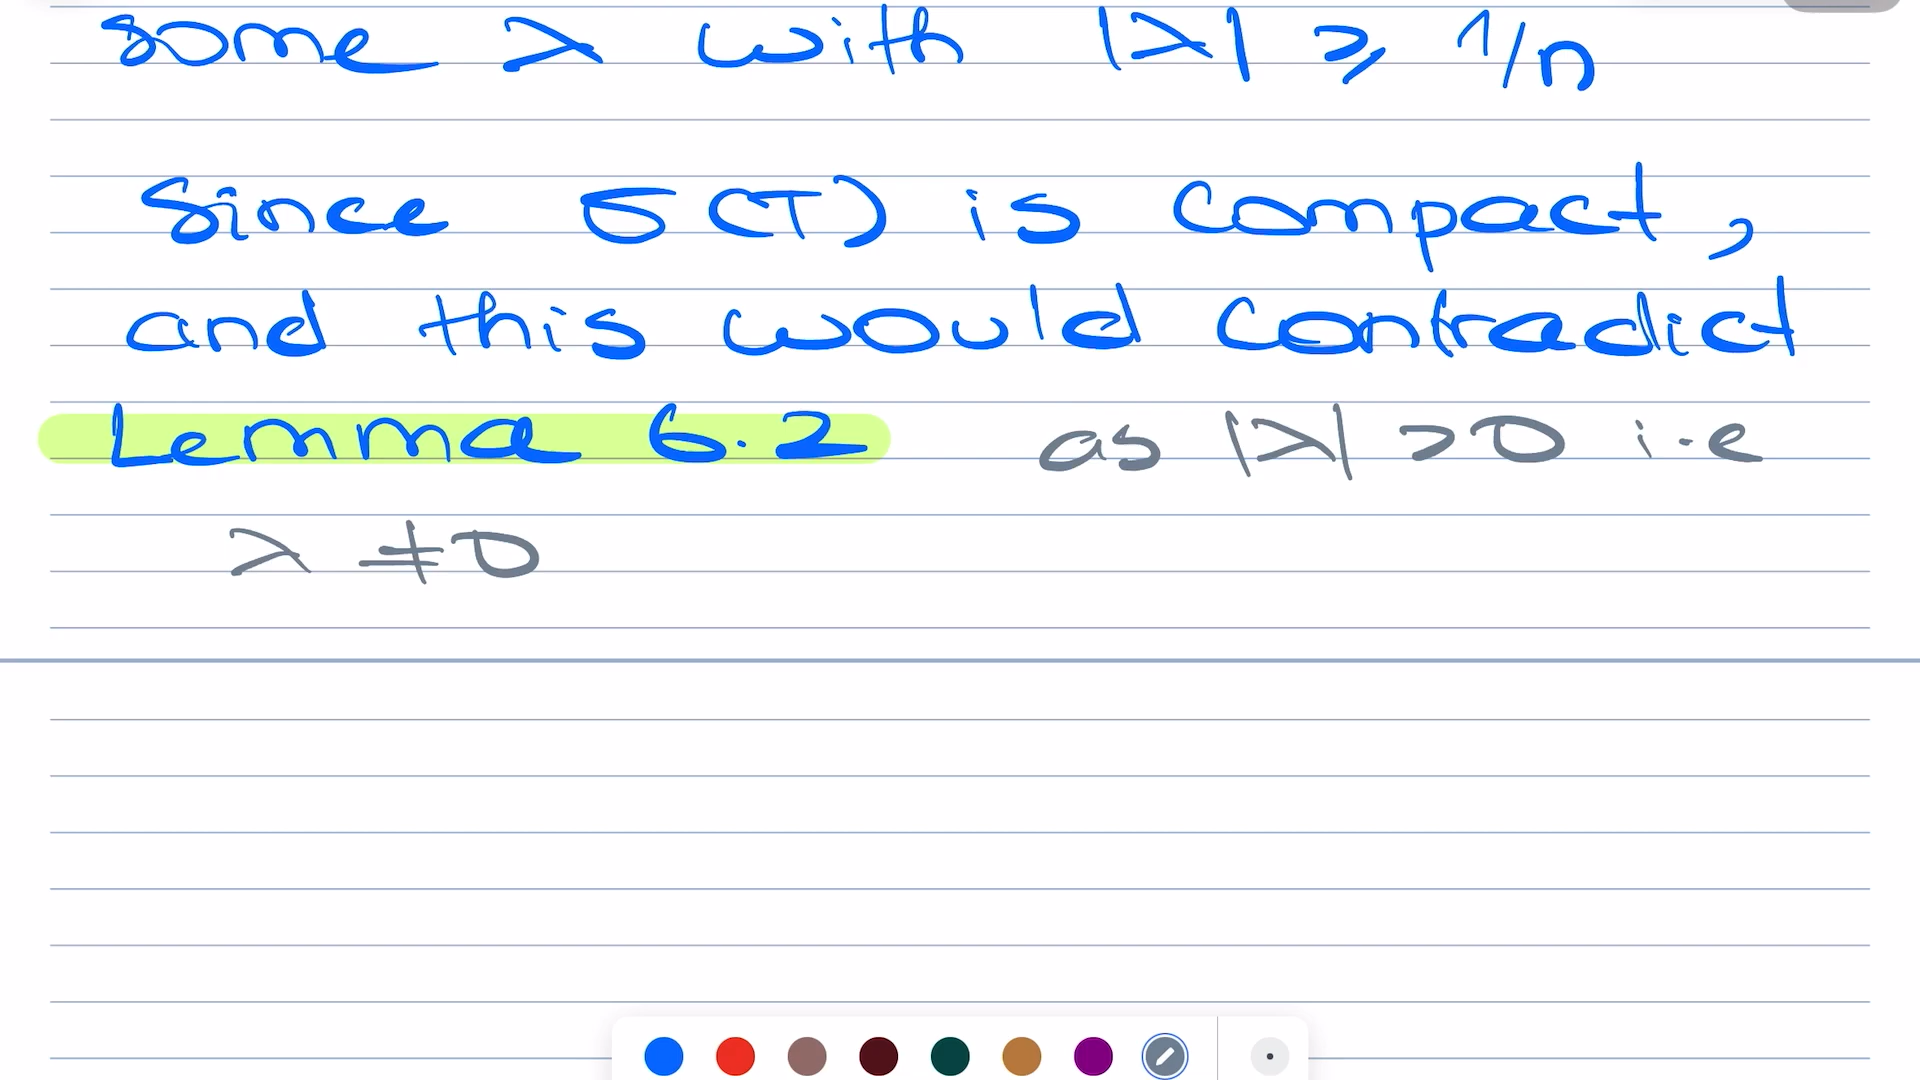 some λ with |λ| ⩾ 1/n
Since σ(T) is compact,
and this would contradict
Lemma 6.2 as |λ| > 0 i.e
λ ≠ 0